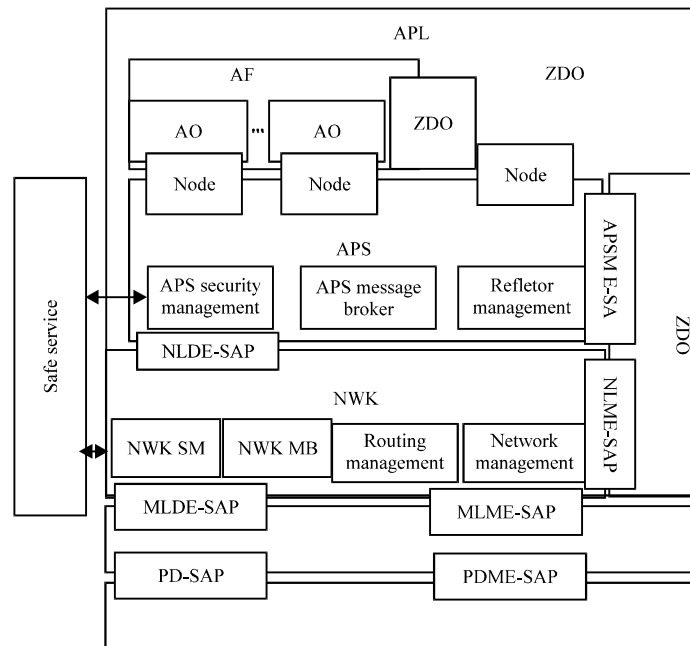 APL
AF
ZDO
AO
...
AO
ZDO
Node
Node
Node
APS
APSM E-SA
APS security
management
APS message
broker
Refletor
management
Safe service
ZDO
NLDE-SAP
NWK
NLME-SAP
NWK SM
NWK MB
Routing
management
Network
management
MLDE-SAP
MLME-SAP
PD-SAP
PDME-SAP